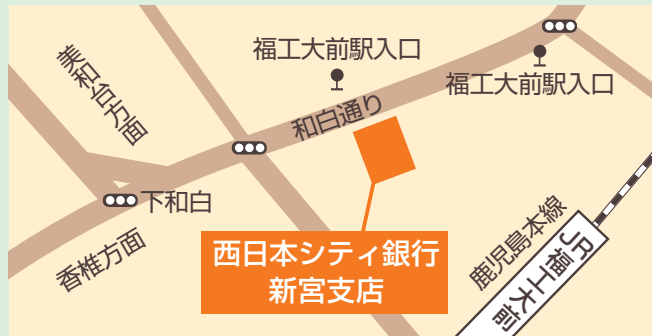 福工大前駅入口
福工大前駅入口
美和台方面
和白通り
下和白
香椎方面
西日本シティ銀行
新宮支店
鹿児島本線
JR福工大前